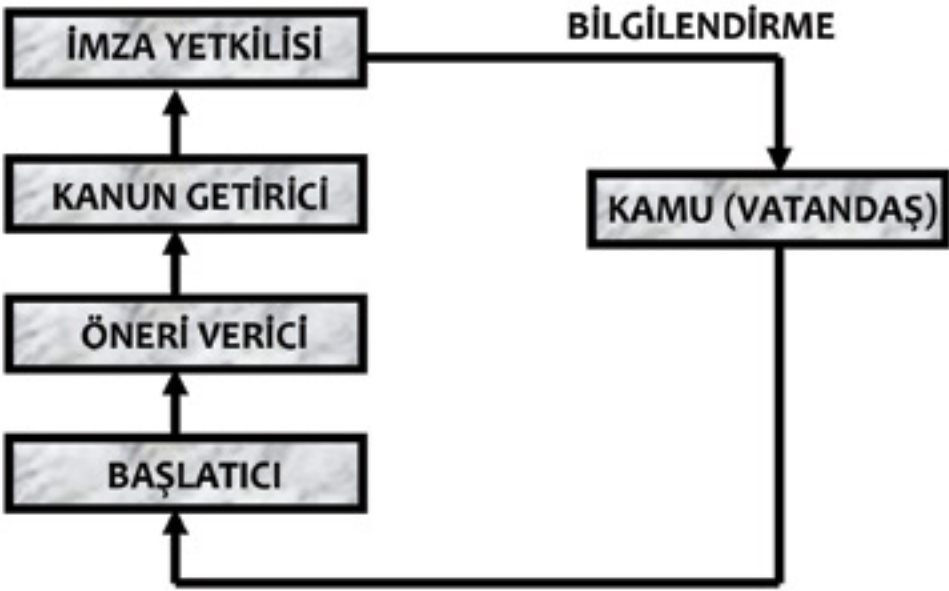 İMZA YETKİLİSİ
BİLGİLENDİRME
KANUN GETİRİCİ
KAMU (VATANDAŞ)
ÖNERİ VERİCİ
BAŞLATICI